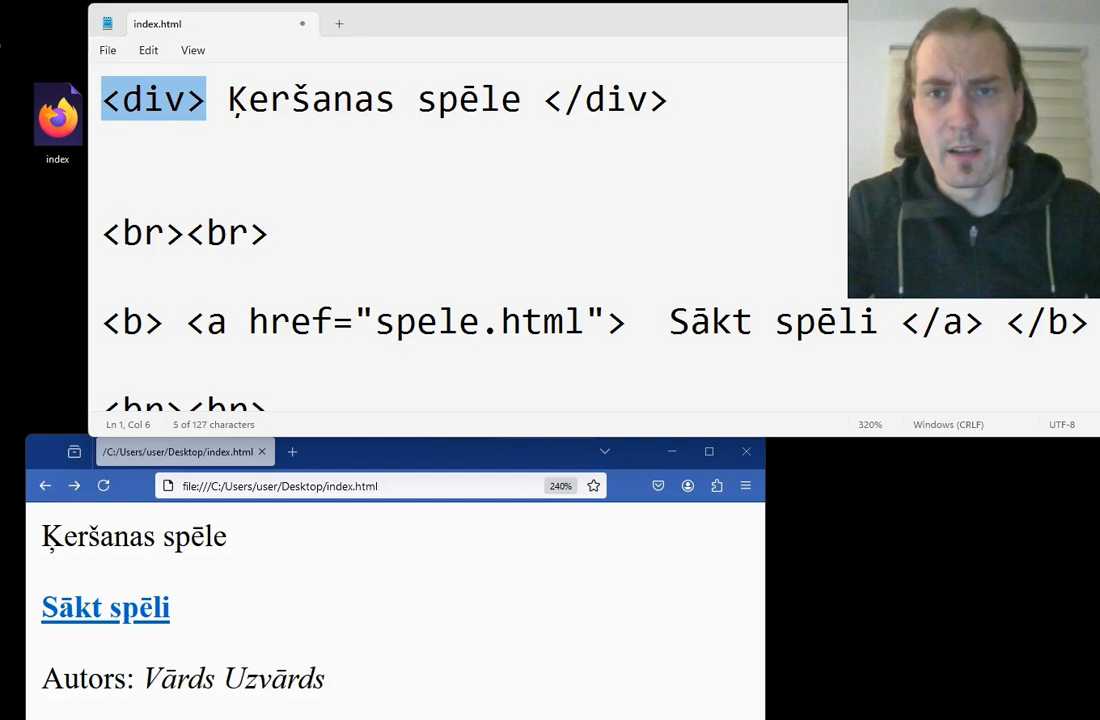 index.html
File Edit View
<div> Ķeršanas spēle </div>
<br><br>
<b> <a href="spele.html"> Sākt spēli </a> </b>
<br><br>
Ln 1, Col 6 5 of 127 characters 320% Windows (CRLF) UTF-8
index
/C:/Users/user/Desktop/index.html
file:///C:/Users/user/Desktop/index.html 240%
Ķeršanas spēle
Sākt spēli
Autors: Vārds Uzvārds